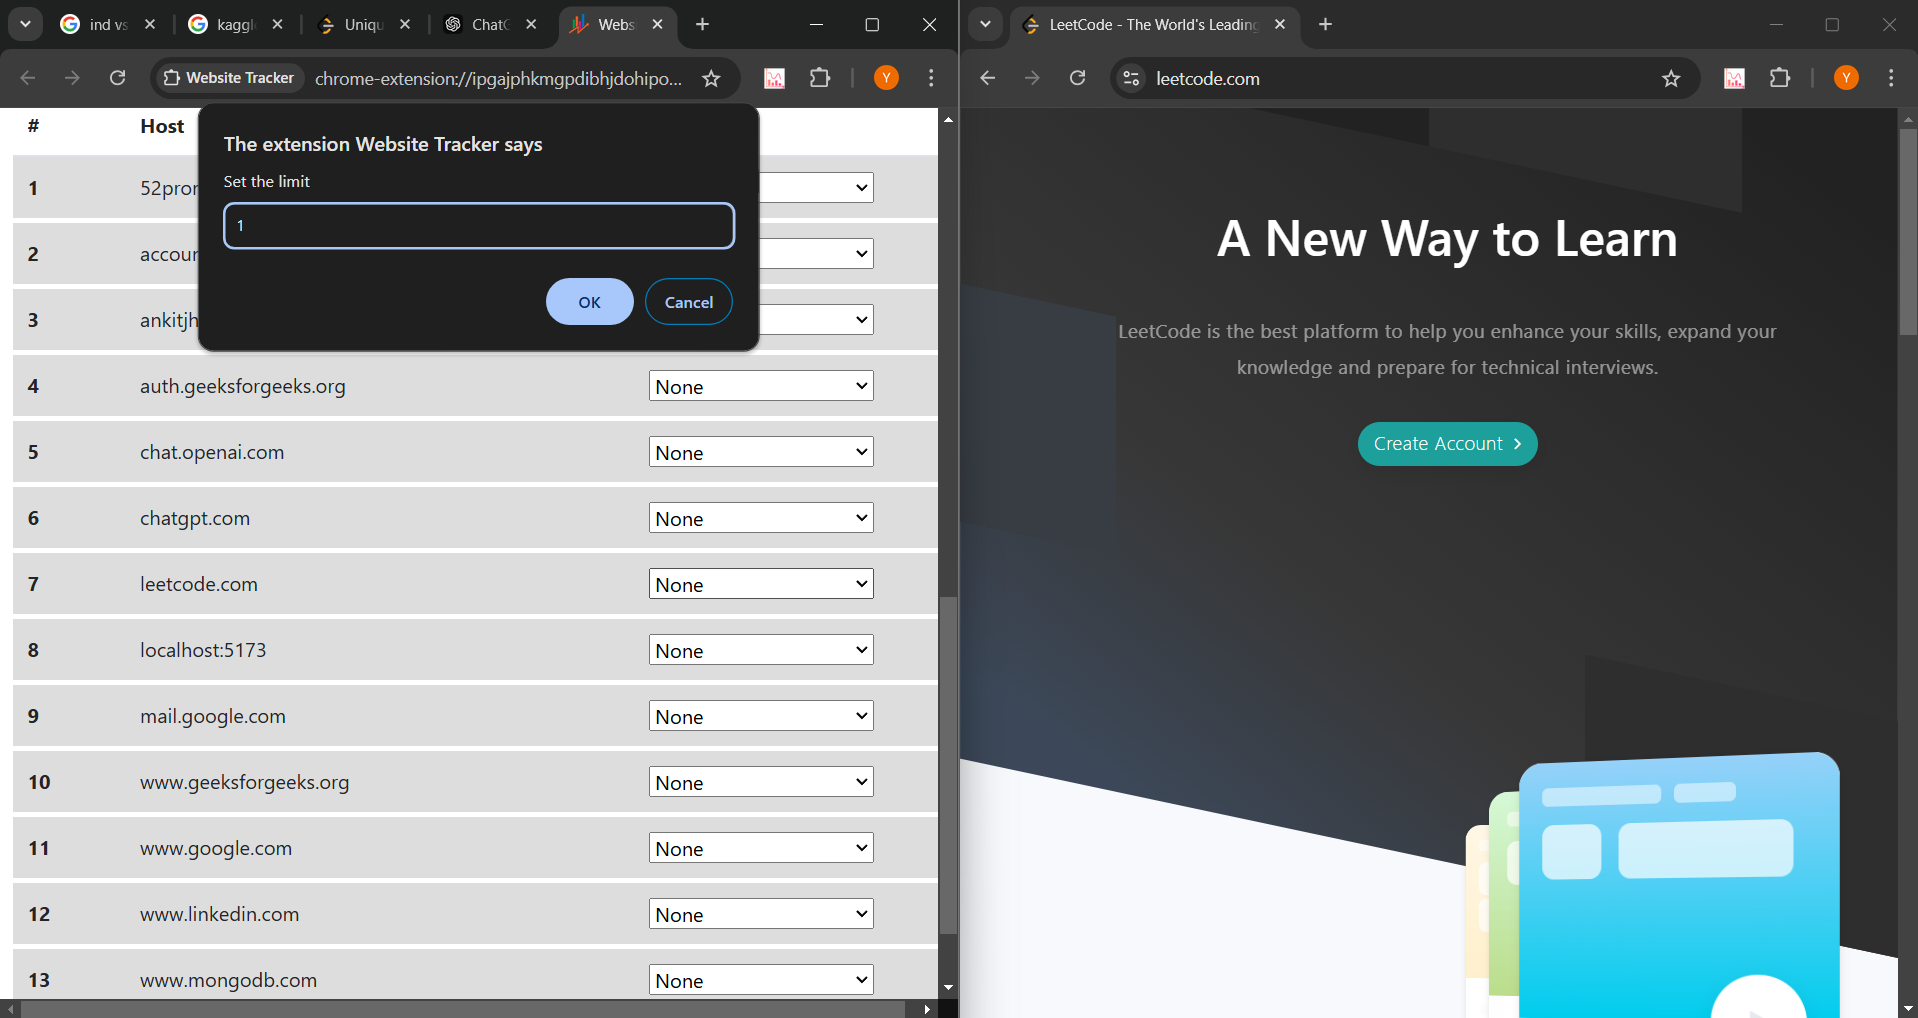 ind vs
kaggl
Uniqu
ChatG
Webs
Website Tracker
chrome-extension://ipgajphkmgpdibhjdohipo...
Y
# Host
The extension Website Tracker says
Set the limit
1
OK Cancel
1 52pro
2 accou
3 ankitjh
4 auth.geeksforgeeks.org None
5 chat.openai.com None
6 chatgpt.com None
7 leetcode.com None
8 localhost:5173 None
9 mail.google.com None
10 www.geeksforgeeks.org None
11 www.google.com None
12 www.linkedin.com None
13 www.mongodb.com None
LeetCode - The World's Leading
leetcode.com
Y
A New Way to Learn
LeetCode is the best platform to help you enhance your skills, expand your
knowledge and prepare for technical interviews.
Create Account